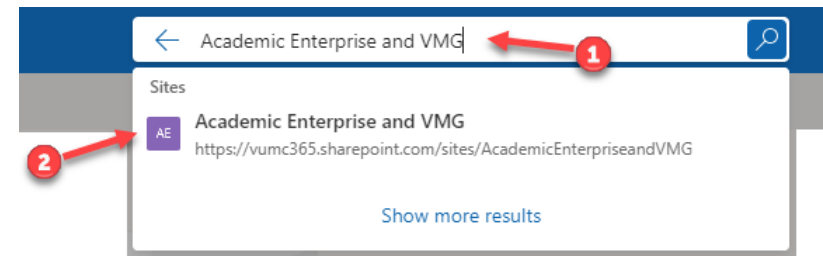 Academic Enterprise and VMG
1
Sites
AE
Academic Enterprise and VMG
https://vumc365.sharepoint.com/sites/AcademicEnterpriseandVMG
2
Show more results